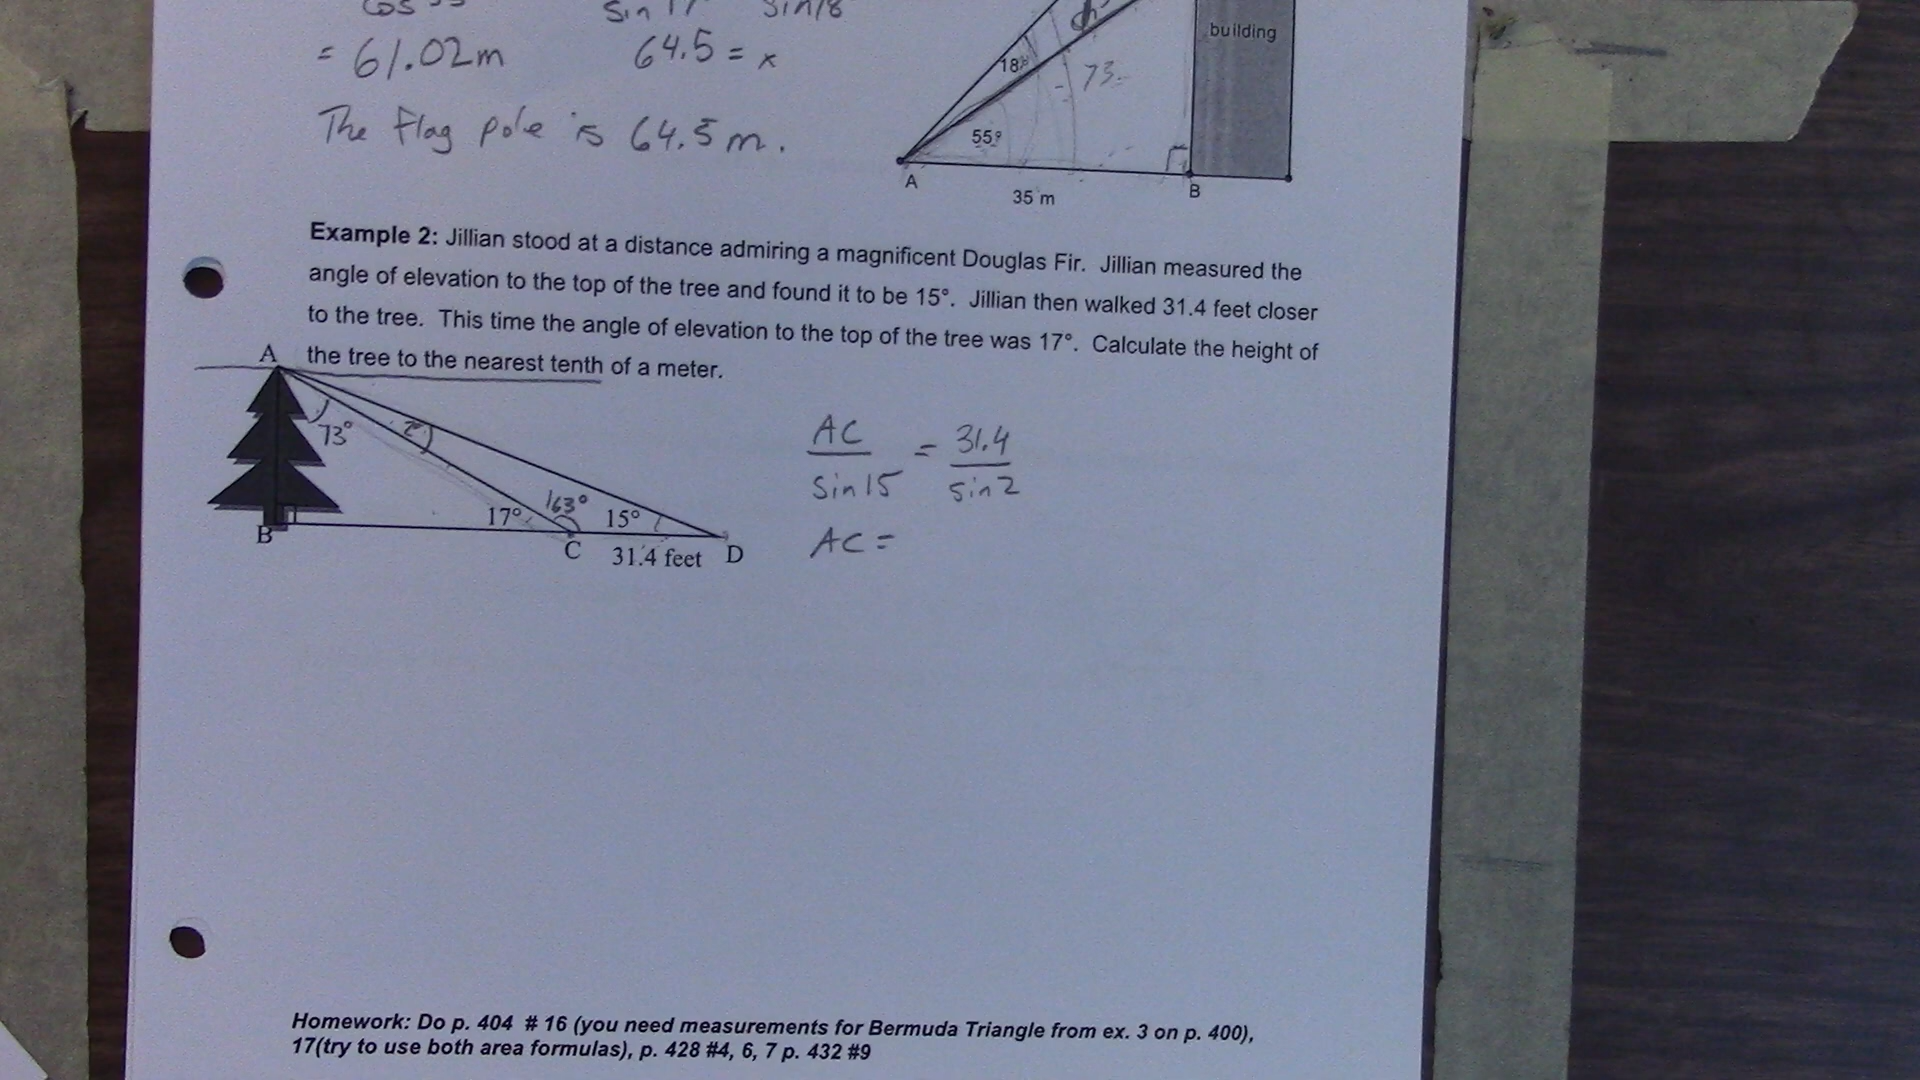 = 61.02m
64.5 = x
The flag pole is 64.5 m.
building
18°
73
55°
A
35 m
B
Example 2: Jillian stood at a distance admiring a magnificent Douglas Fir. Jillian measured the
angle of elevation to the top of the tree and found it to be 15°. Jillian then walked 31.4 feet closer
to the tree. This time the angle of elevation to the top of the tree was 17°. Calculate the height of
the tree to the nearest tenth of a meter.
A
73°
2°
163°
17°
15°
B
C
31.4 feet
D
AC = 31.4
sin15 sin2
AC =
Homework: Do p. 404 # 16 (you need measurements for Bermuda Triangle from ex. 3 on p. 400),
17(try to use both area formulas), p. 428 #4, 6, 7 p. 432 #9